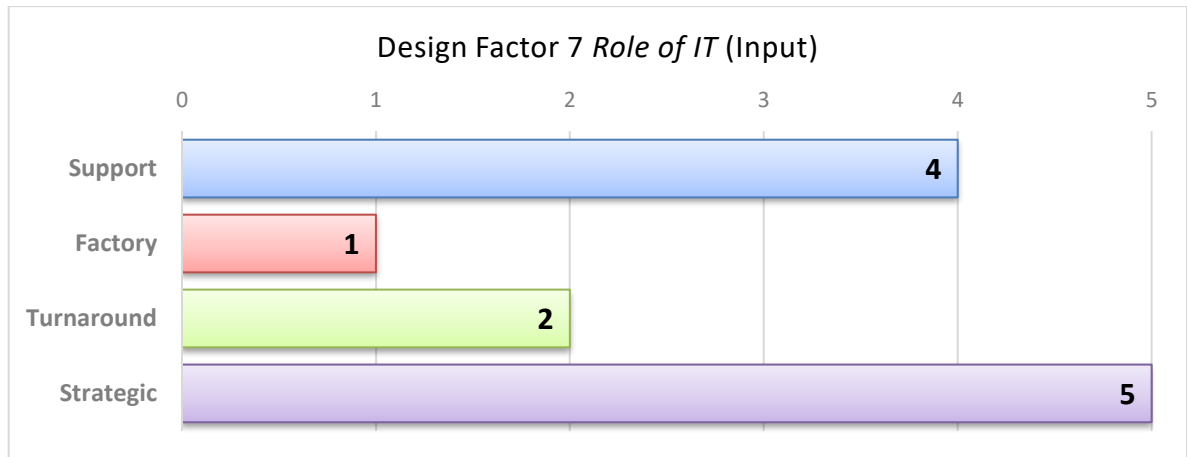 Design Factor 7 Role of IT (Input)
0 1 2 3 4 5
Support 4
Factory 1
Turnaround 2
Strategic 5